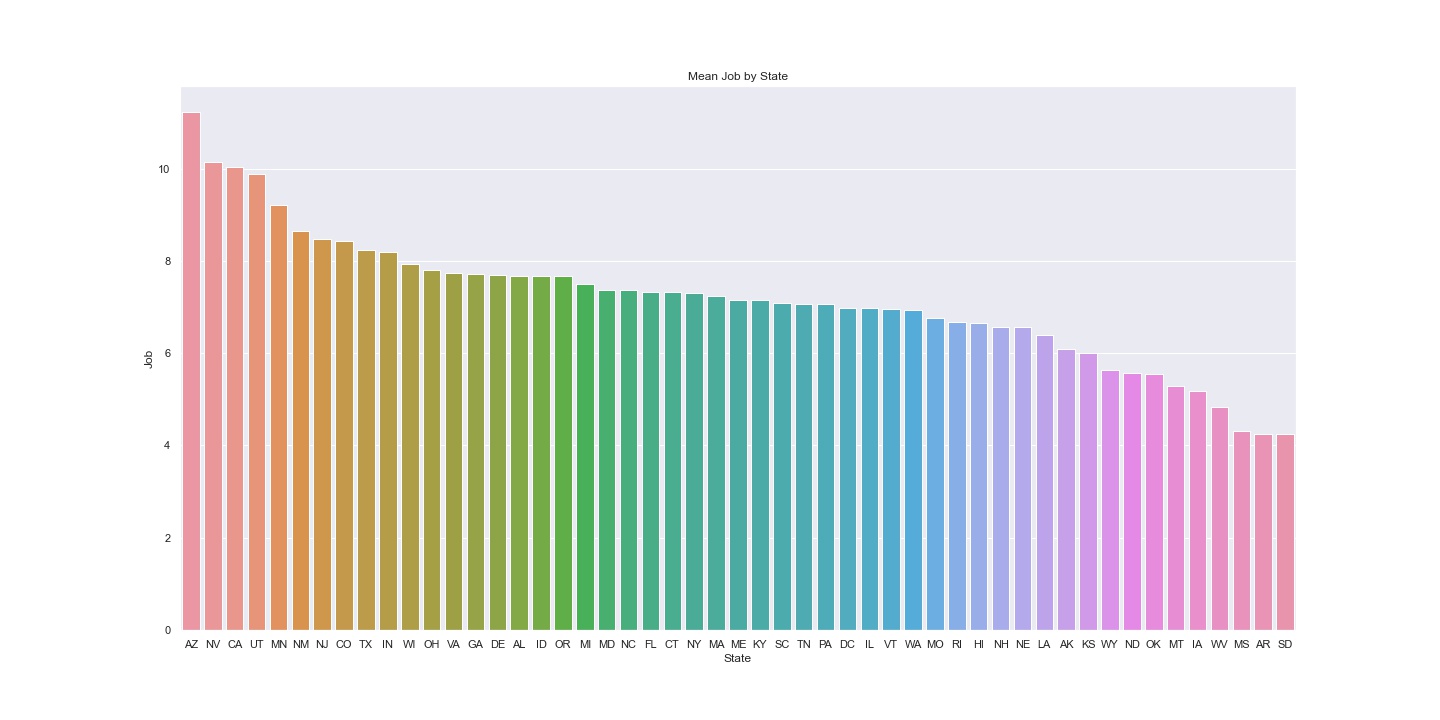 Mean Job by State
Job
10
8
6
4
2
0
AZ NV CA UT MN NM NJ CO TX IN WI OH VA GA DE AL ID OR MI MD NC FL CT NY MA ME KY SC TN PA DC IL VT WA MO RI HI NH NE LA AK KS WY ND OK MT IA WV MS AR SD
State